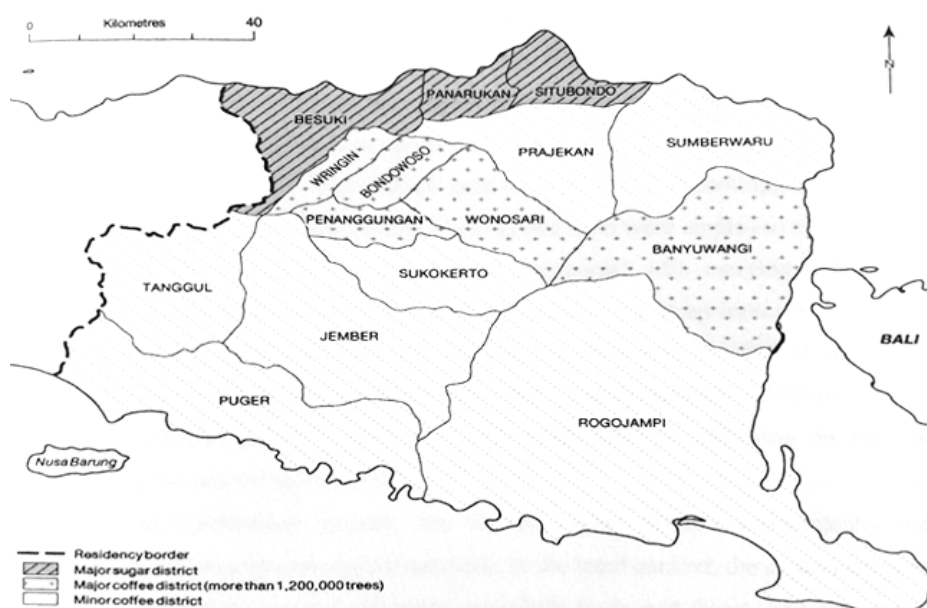 Kilometres
0 40
N
PANARUKAN
SITUBONDO
BESUKI
PRAJEKAN
SUMBERWARU
WRINGIN
BONDOWOSO
PENANGGUNGAN
WONOSARI
BANYUWANGI
SUKOKERTO
TANGGUL
JEMBER
BALI
PUGER
ROGOJAMPI
Nusa Barung
Residency border
Major sugar district
Major coffee district (more than 1,200,000 trees)
Minor coffee district